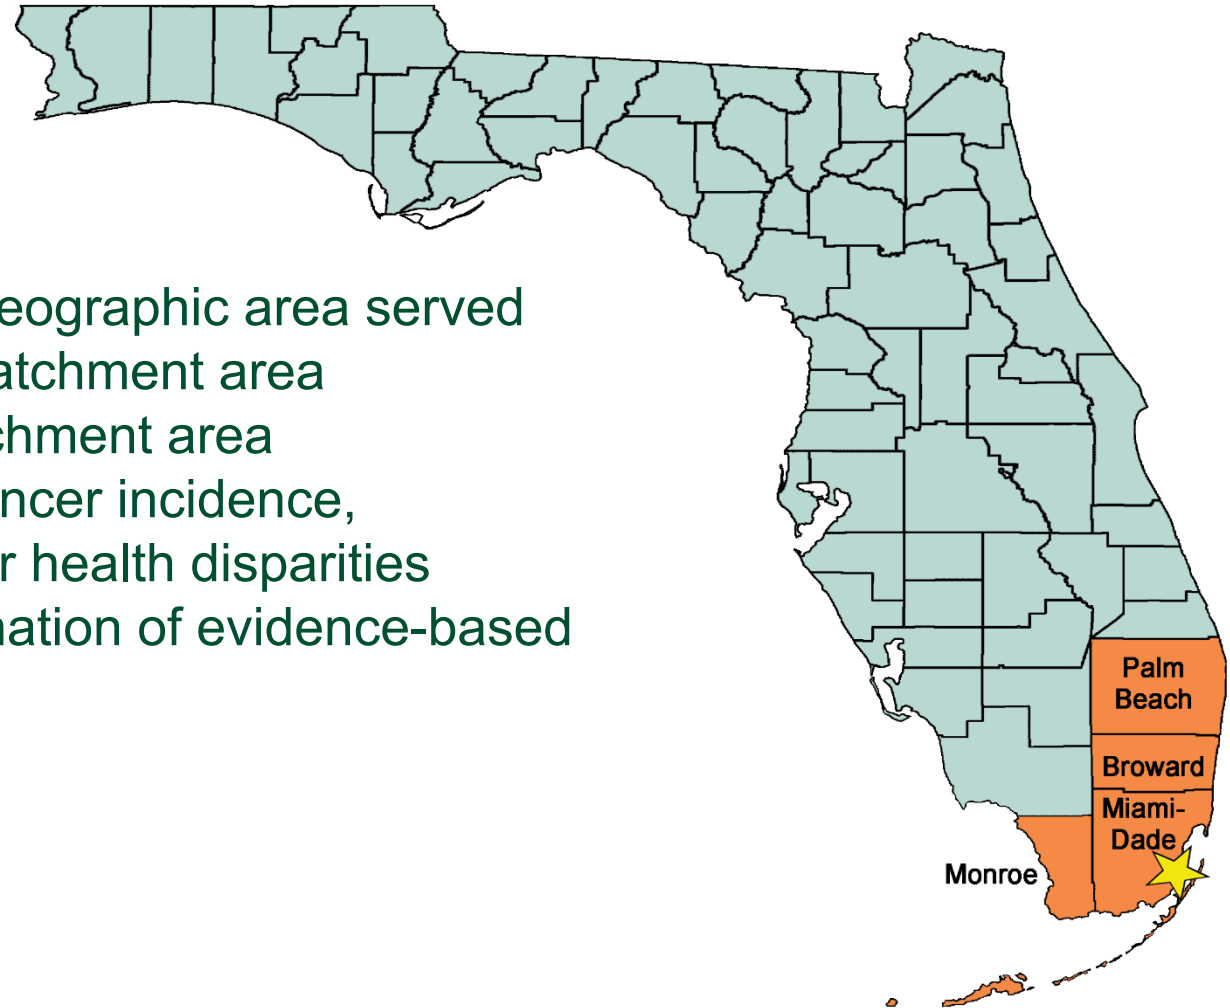 eographic area served
atchment area
chment area
ncer incidence,
r health disparities
nation of evidence-based
Palm
Beach
Broward
Miami-
Dade
Monroe